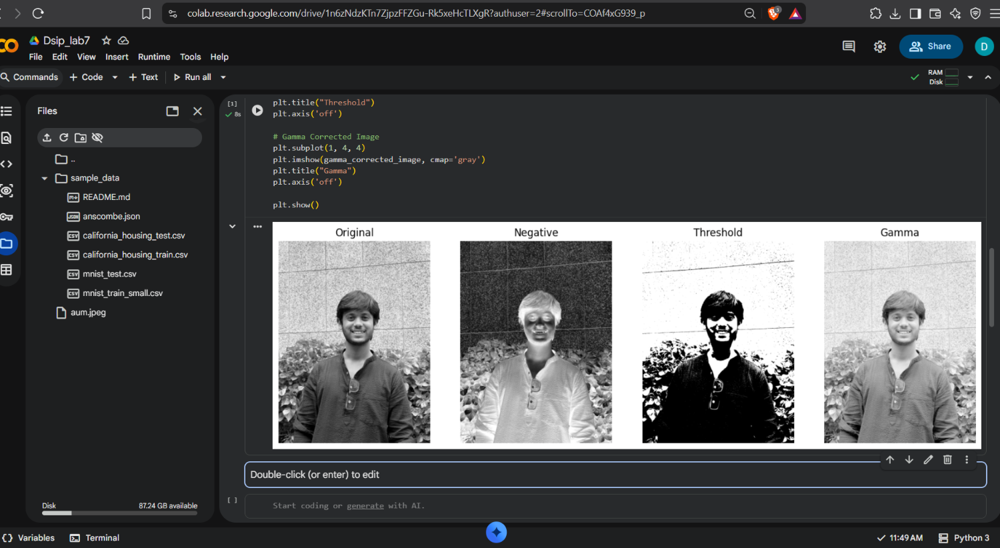 colab.research.google.com/drive/1n6zNdzKTn7ZjpzFFZGu-Rk5xeHcTLXgR?authuser=2#scrollTo=COAf4xG939_p
3
CO
Dsip_lab7
File Edit View Insert Runtime Tools Help
Share
D
Commands + Code + Text Run all
RAM
Disk
Files
..
sample_data
README.md
anscombe.json
california_housing_test.csv
california_housing_train.csv
mnist_test.csv
mnist_train_small.csv
aum.jpeg
Disk 87.24 GB available
[1]
8s
plt.title("Threshold")
plt.axis('off')
# Gamma Corrected Image
plt.subplot(1, 4, 4)
plt.imshow(gamma_corrected_image, cmap='gray')
plt.title("Gamma")
plt.axis('off')
plt.show()
Original Negative Threshold Gamma
Double-click (or enter) to edit
[ ]
Start coding or generate with AI.
{} Variables Terminal
11:49 AM Python 3